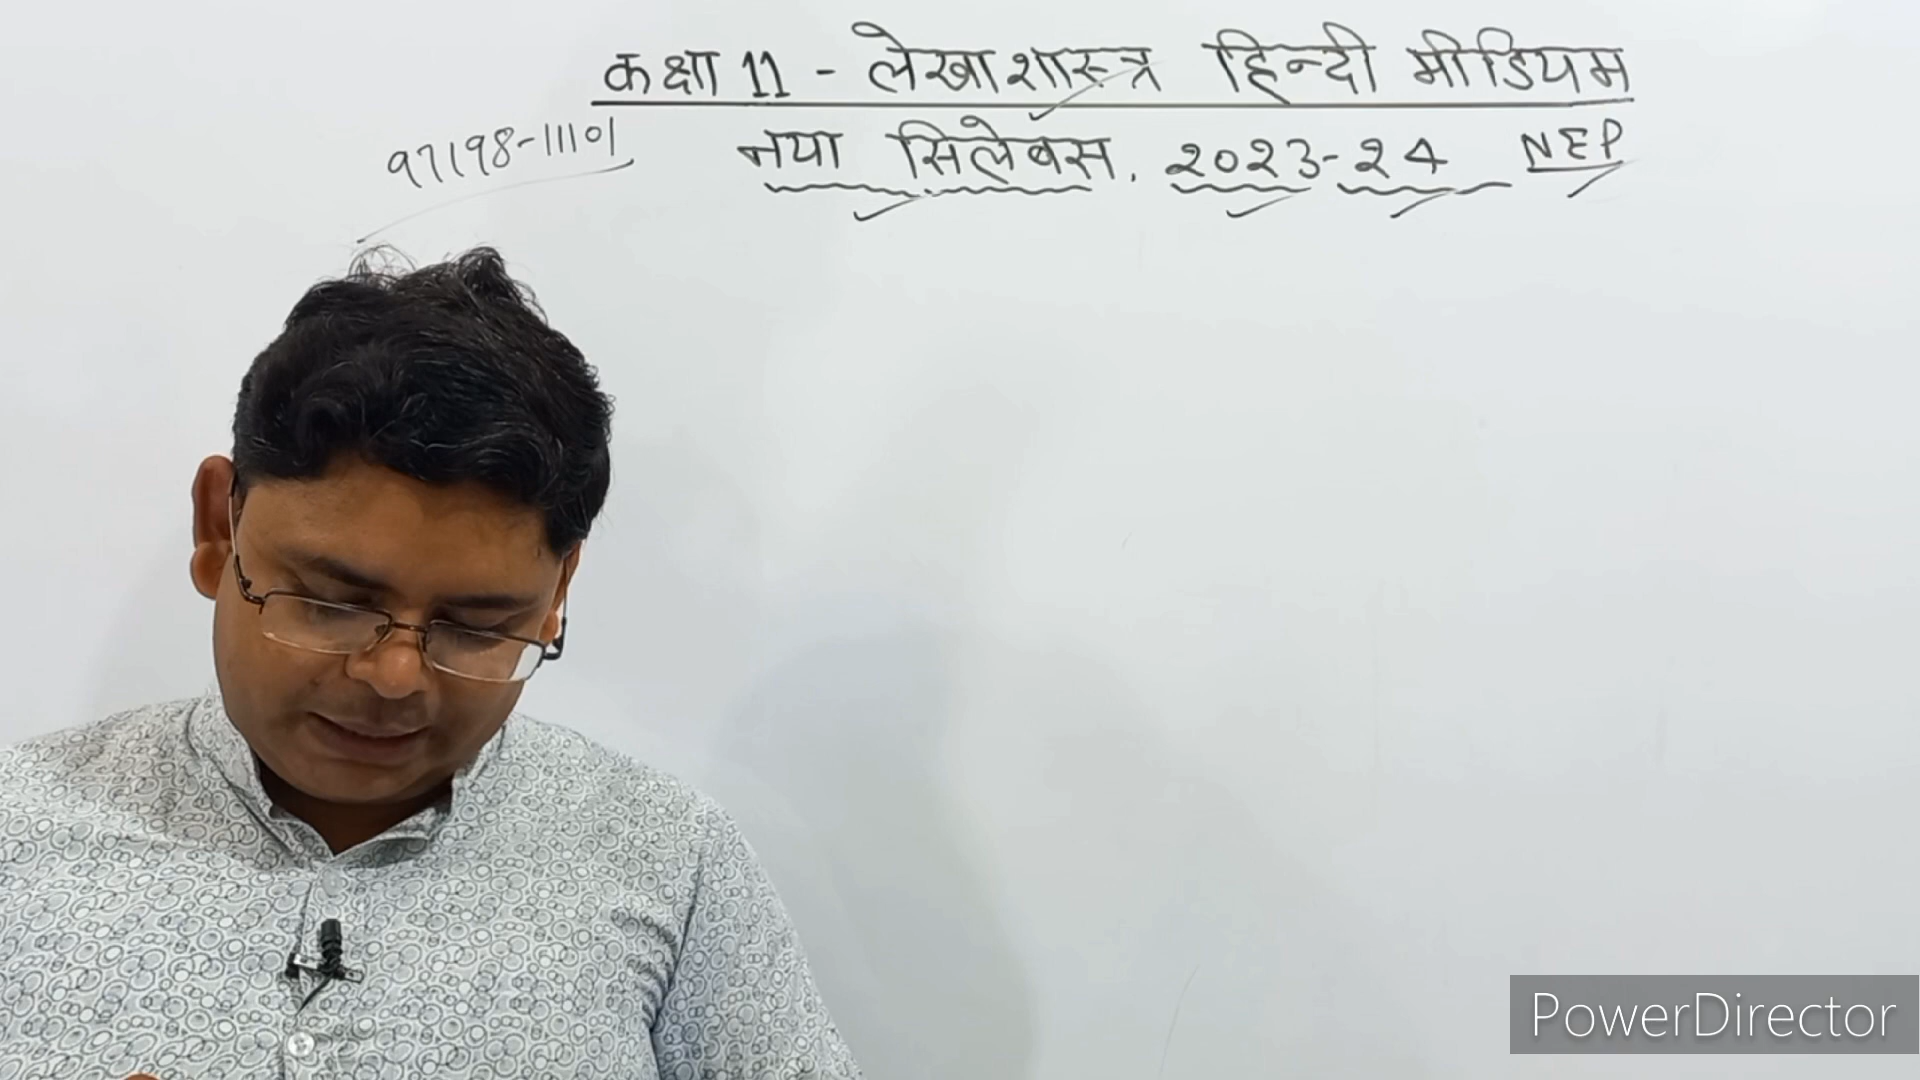 कक्षा 11 - लेखाशास्त्र हिन्दी मीडियम
97198-11101
नया सिलेबस, 2023-24 NEP
PowerDirector